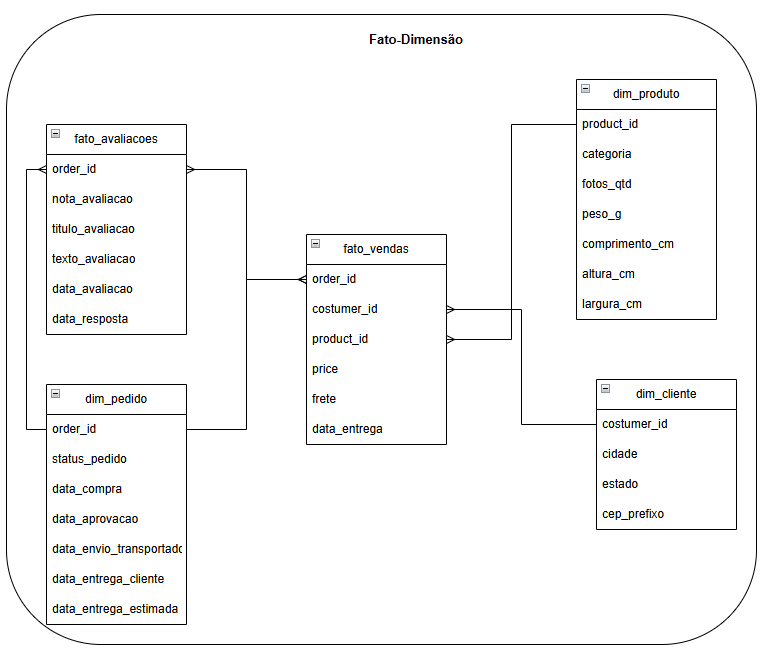 Fato-Dimensão
fato_avaliacoes
order_id
nota_avaliacao
titulo_avaliacao
texto_avaliacao
data_avaliacao
data_resposta
dim_pedido
order_id
status_pedido
data_compra
data_aprovacao
data_envio_transportado
data_entrega_cliente
data_entrega_estimada
fato_vendas
order_id
costumer_id
product_id
price
frete
data_entrega
dim_produto
product_id
categoria
fotos_qtd
peso_g
comprimento_cm
altura_cm
largura_cm
dim_cliente
costumer_id
cidade
estado
cep_prefixo